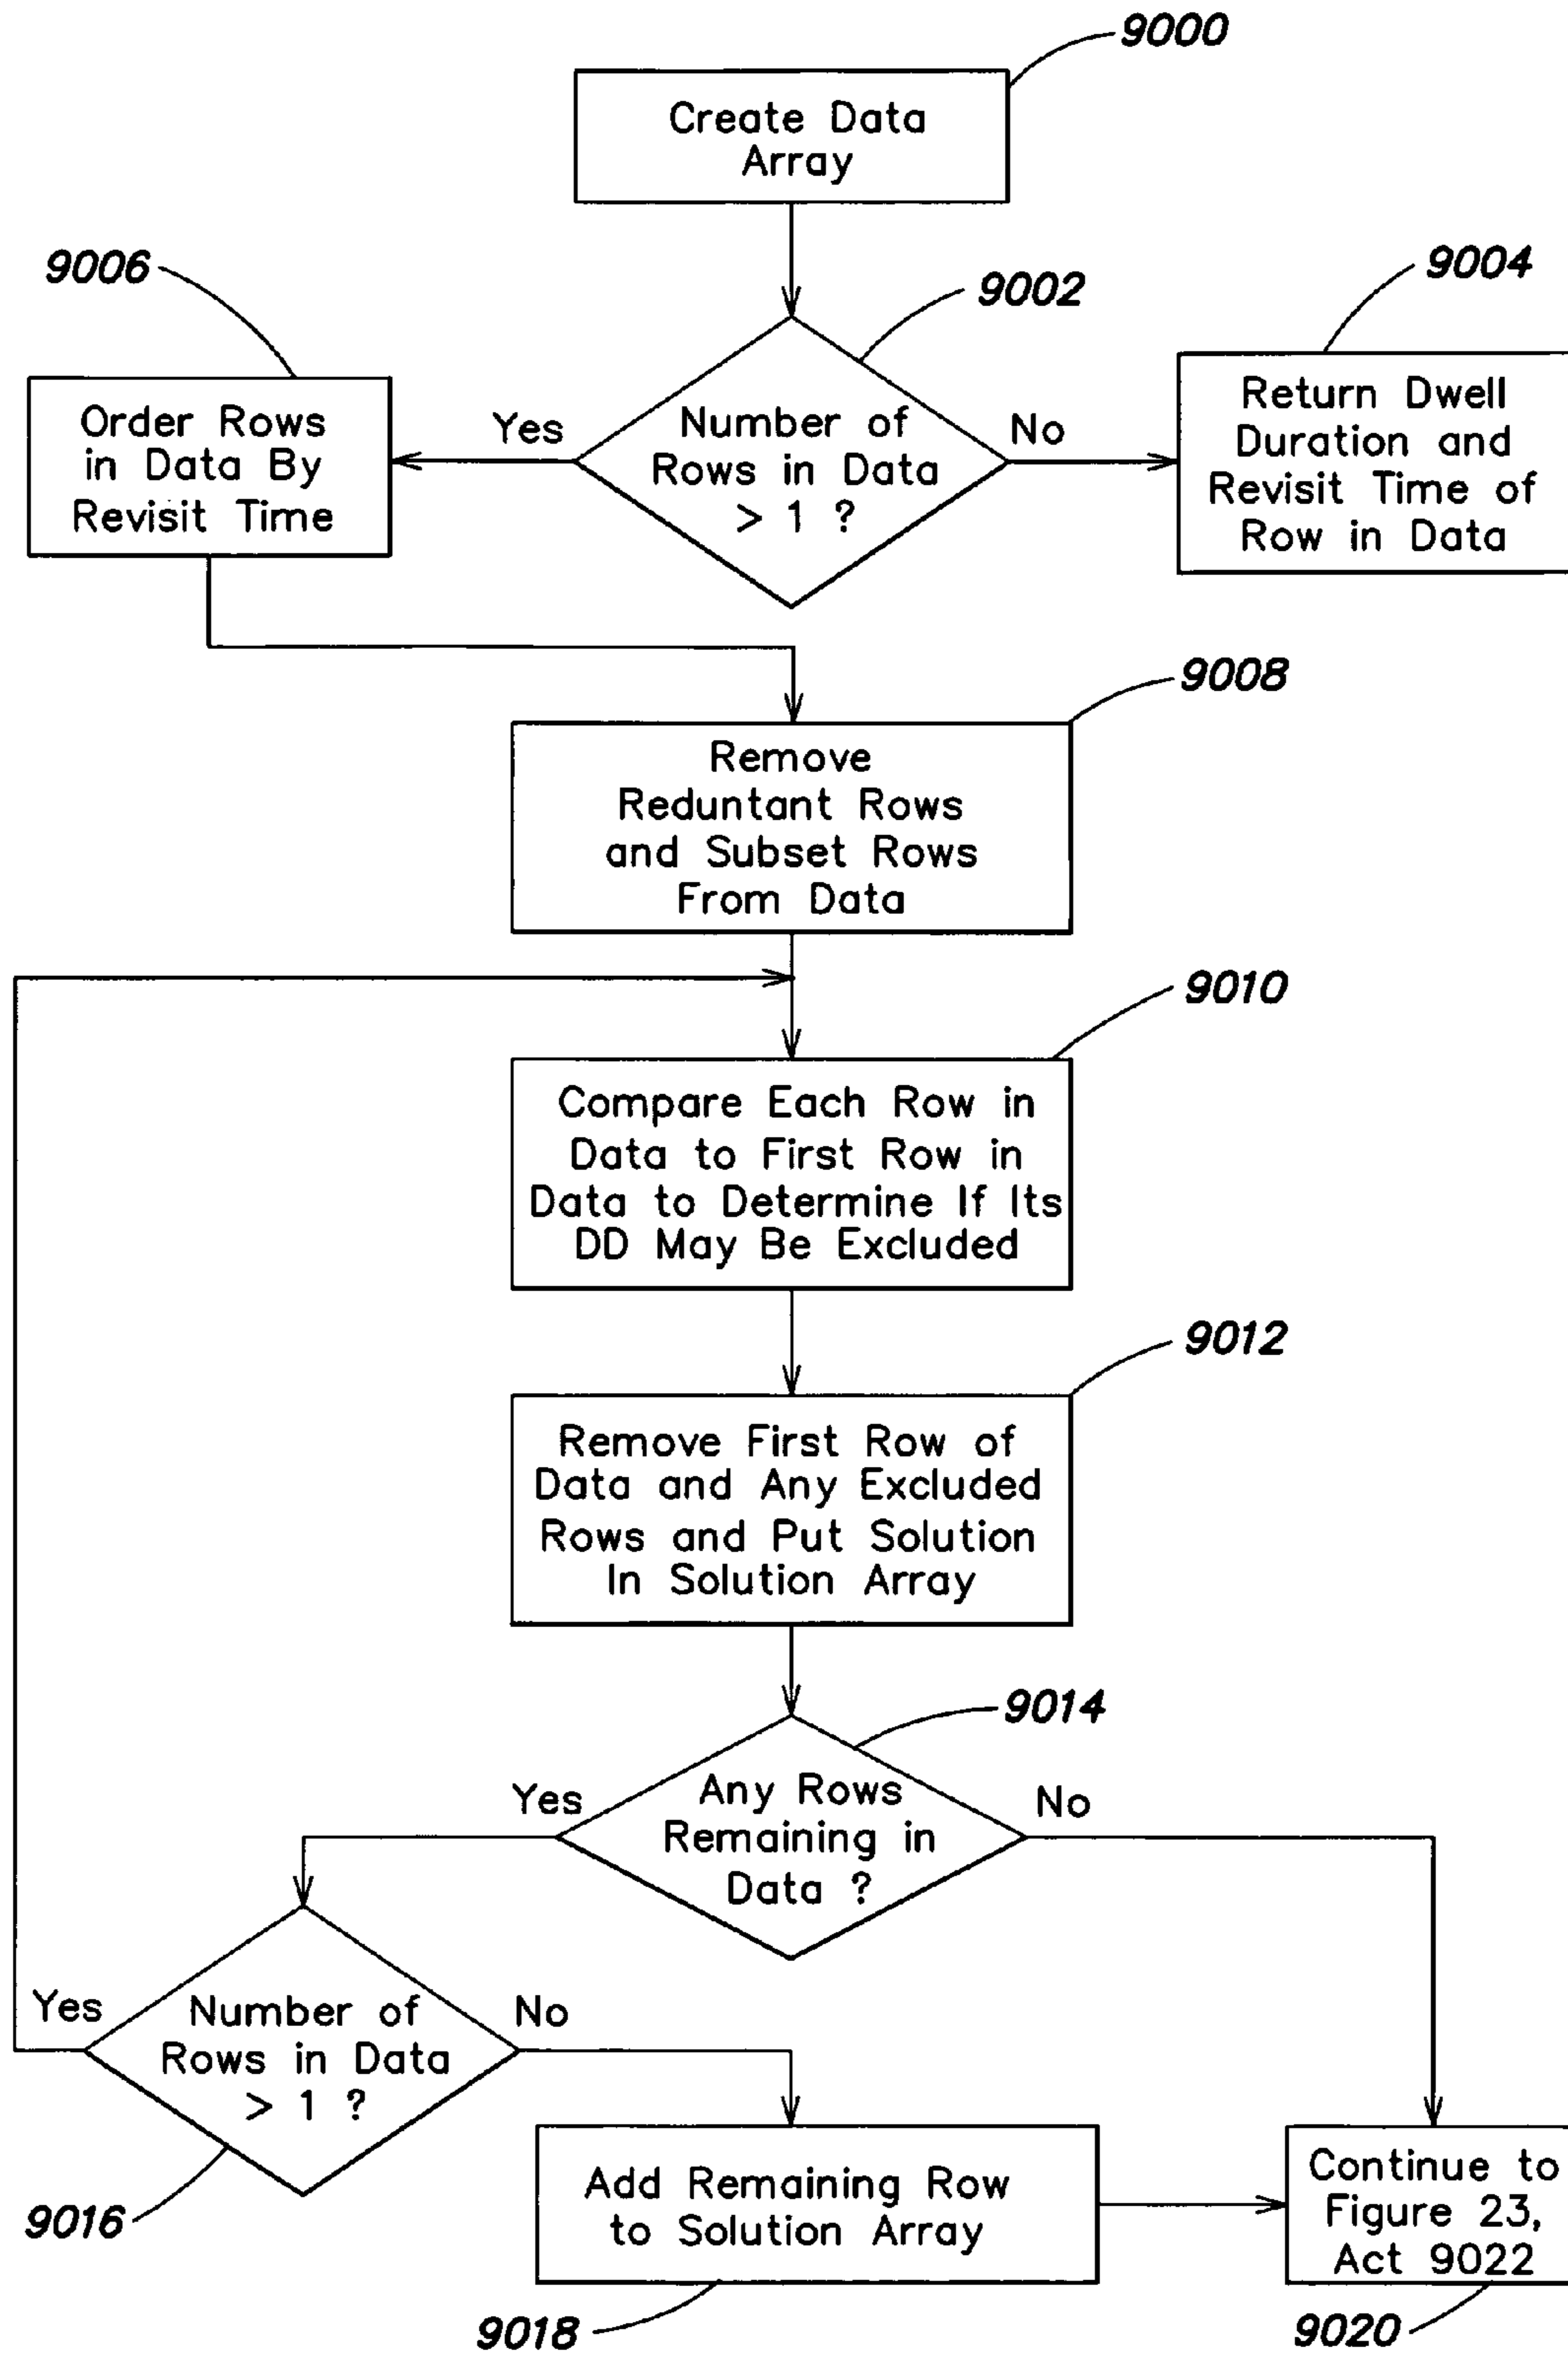 9000
Create Data
Array
9006
9002
9004
Order Rows
in Data By
Revisit Time
Yes
Number of
Rows in Data
> 1 ?
No
Return Dwell
Duration and
Revisit Time of
Row in Data
9008
Remove
Reduntant Rows
and Subset Rows
From Data
9010
Compare Each Row in
Data to First Row in
Data to Determine If Its
DD May Be Excluded
9012
Remove First Row of
Data and Any Excluded
Rows and Put Solution
In Solution Array
9014
Yes
Any Rows
Remaining in
Data ?
No
Yes
Number of
Rows in Data
> 1 ?
No
9016
Add Remaining Row
to Solution Array
9018
Continue to
Figure 23,
Act 9022
9020